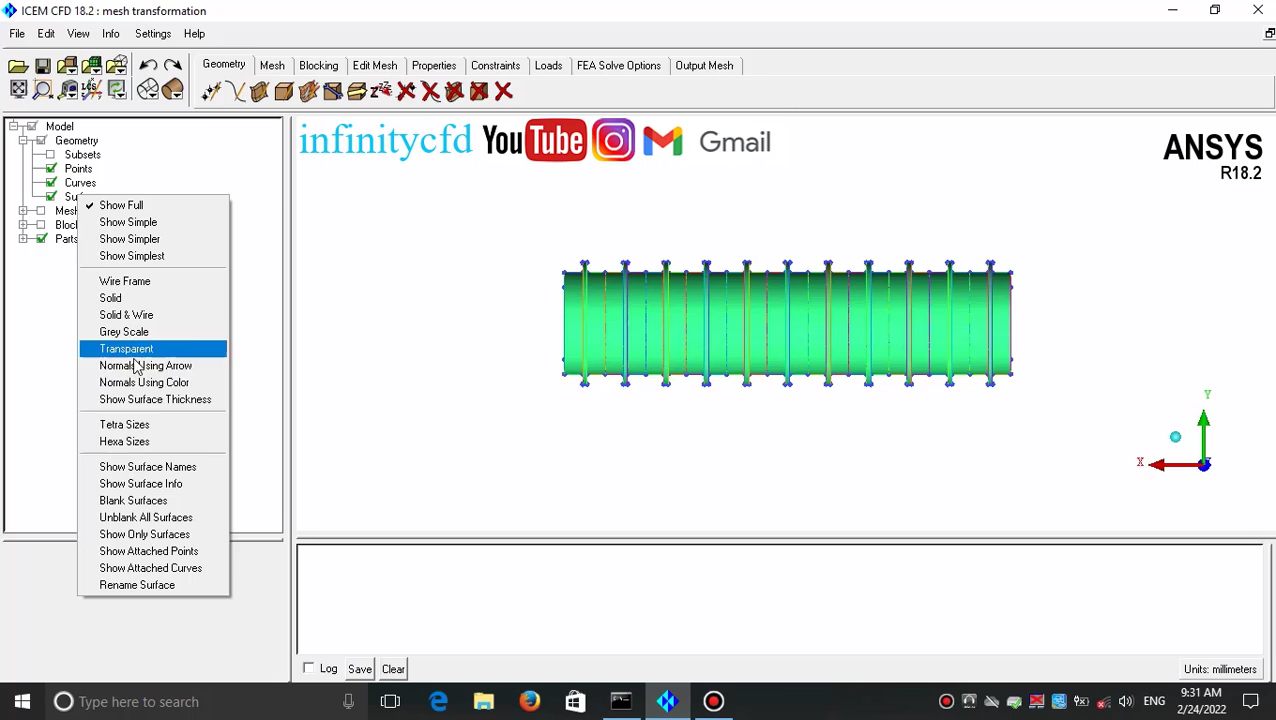 ICEM CFD 18.2 : mesh transformation
File Edit View Info Settings Help
Geometry Mesh Blocking Edit Mesh Properties Constraints Loads FEA Solve Options Output Mesh
Model
Geometry
Subsets
Points
Curves
Mesh
Parts
Show Full
Show Simple
Show Simpler
Show Simplest
Wire Frame
Solid
Solid & Wire
Grey Scale
Transparent
Normals Using Arrow
Normals Using Color
Show Surface Thickness
Tetra Sizes
Hexa Sizes
Show Surface Names
Show Surface Info
Blank Surfaces
Unblank All Surfaces
Show Only Surfaces
Show Attached Points
Show Attached Curves
Rename Surface
infinitycfd YouTube Gmail
ANSYS
R18.2
Y
X
Log Save Clear
Units: millimeters
Type here to search
ENG
9:31 AM
2/24/2022